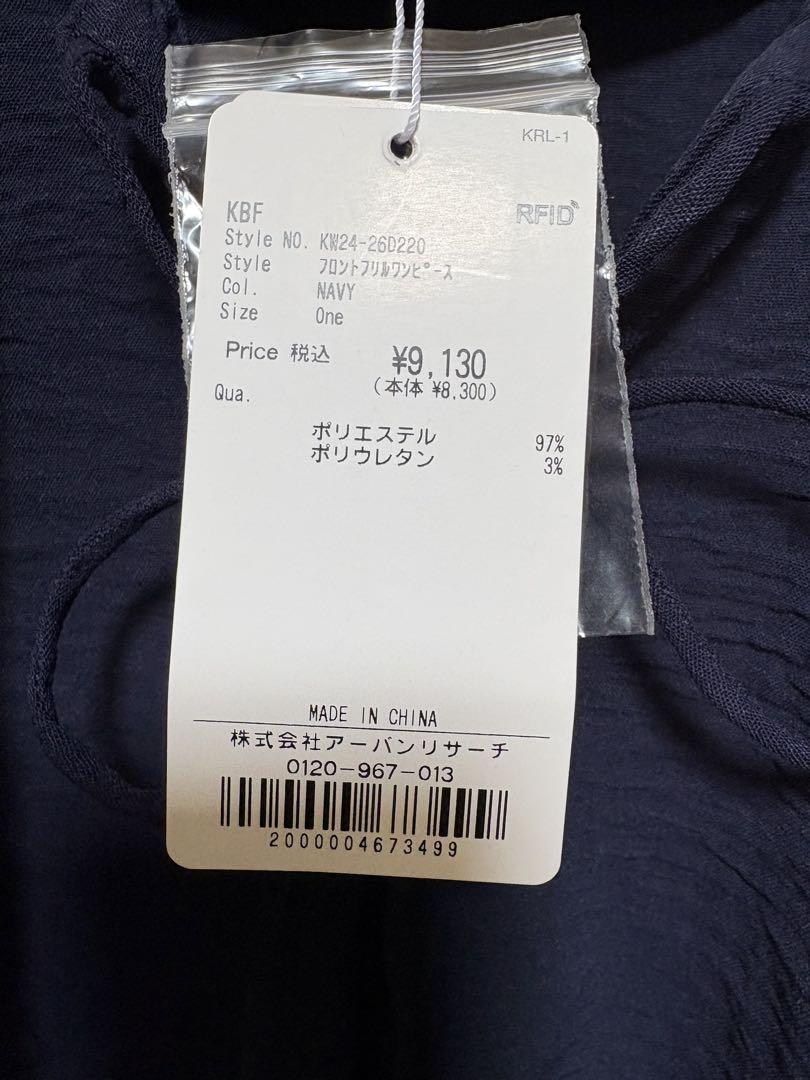 KRL-1
KBF
RFID
Style NO. KW24-26D220
Style フロントフリルワンピース
Col. NAVY
Size One
Price 税込 ¥9,130
(本体 ¥8,300)
Qua.
ポリエステル 97%
ポリウレタン 3%
MADE IN CHINA
株式会社アーバンリサーチ
0120-967-013
2000004673499